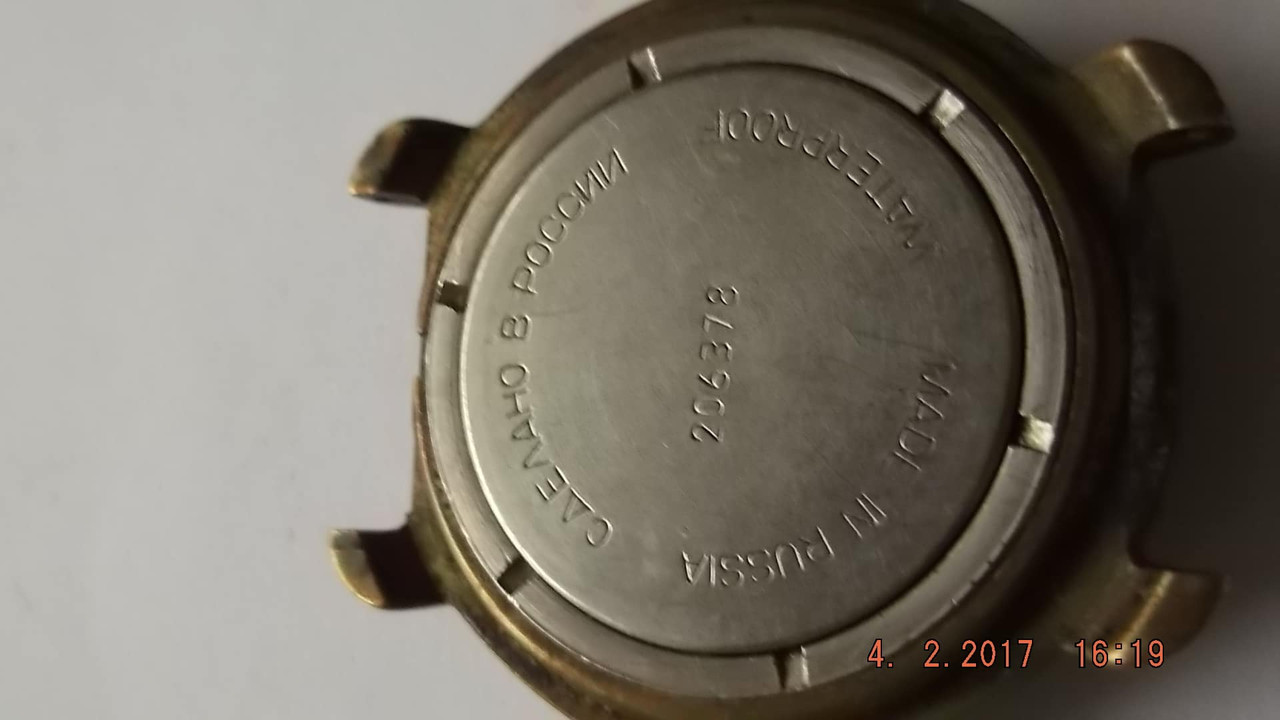 СДЕЛАНО В РОССИИ
WATERPROOF
MADE IN RUSSIA
206378
4. 2.2017 16:19